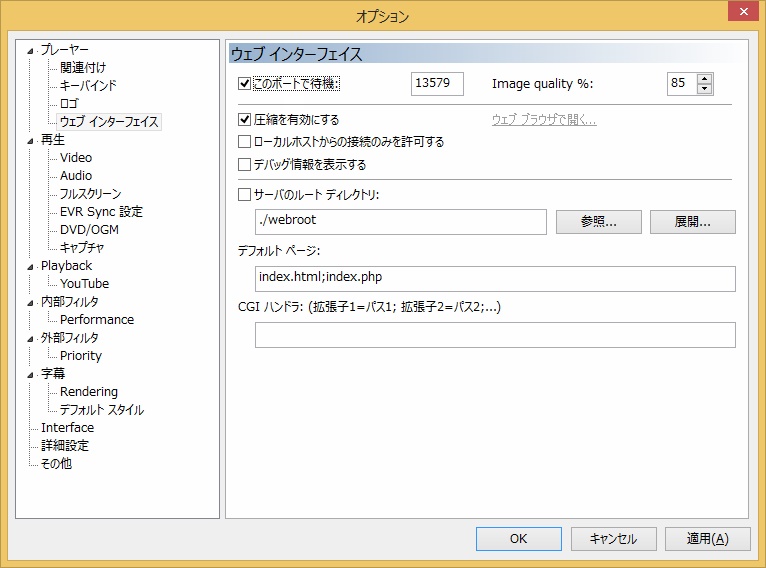 オプション
プレーヤー
関連付け
キーバインド
ロゴ
ウェブ インターフェイス
再生
Video
Audio
フルスクリーン
EVR Sync 設定
DVD/OGM
キャプチャ
Playback
YouTube
内部フィルタ
Performance
外部フィルタ
Priority
字幕
Rendering
デフォルト スタイル
Interface
詳細設定
その他
ウェブ インターフェイス
このポートで待機: 13579 Image quality %: 85
圧縮を有効にする ウェブ ブラウザで開く...
ローカルホストからの接続のみを許可する
デバッグ情報を表示する
サーバのルート ディレクトリ:
./webroot 参照... 展開...
デフォルト ページ:
index.html;index.php
CGI ハンドラ: (拡張子1=パス1; 拡張子2=パス2;...)
OK キャンセル 適用(A)